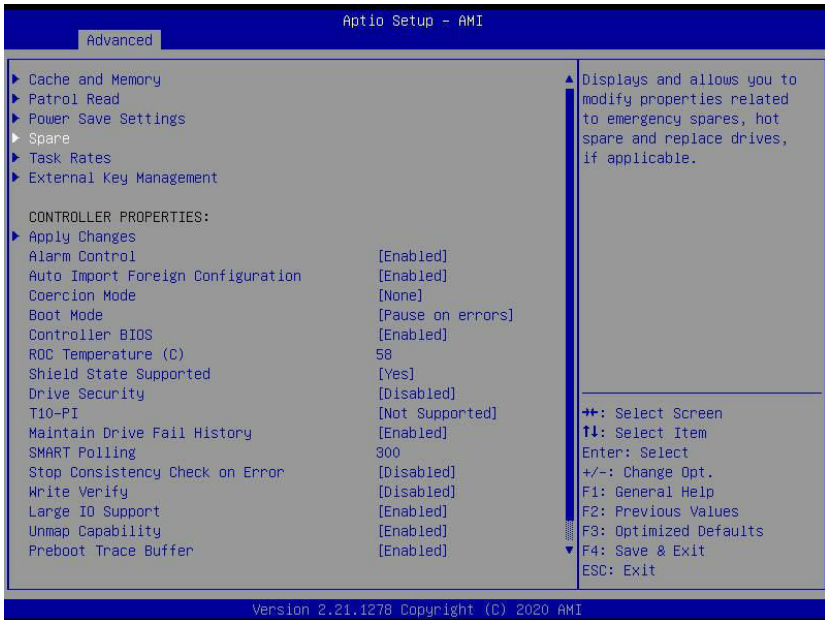 Aptio Setup – AMI
Advanced
Cache and Memory
Patrol Read
Power Save Settings
Spare
Task Rates
External Key Management
CONTROLLER PROPERTIES:
Apply Changes
Alarm Control [Enabled]
Auto Import Foreign Configuration [Enabled]
Coercion Mode [None]
Boot Mode [Pause on errors]
Controller BIOS [Enabled]
ROC Temperature (C) 58
Shield State Supported [Yes]
Drive Security [Disabled]
T10-PI [Not Supported]
Maintain Drive Fail History [Enabled]
SMART Polling 300
Stop Consistency Check on Error [Disabled]
Write Verify [Disabled]
Large IO Support [Enabled]
Unmap Capability [Enabled]
Preboot Trace Buffer [Enabled]
Displays and allows you to
modify properties related
to emergency spares, hot
spare and replace drives,
if applicable.
→←: Select Screen
↑↓: Select Item
Enter: Select
+/-: Change Opt.
F1: General Help
F2: Previous Values
F3: Optimized Defaults
F4: Save & Exit
ESC: Exit
Version 2.21.1278 Copyright (C) 2020 AMI